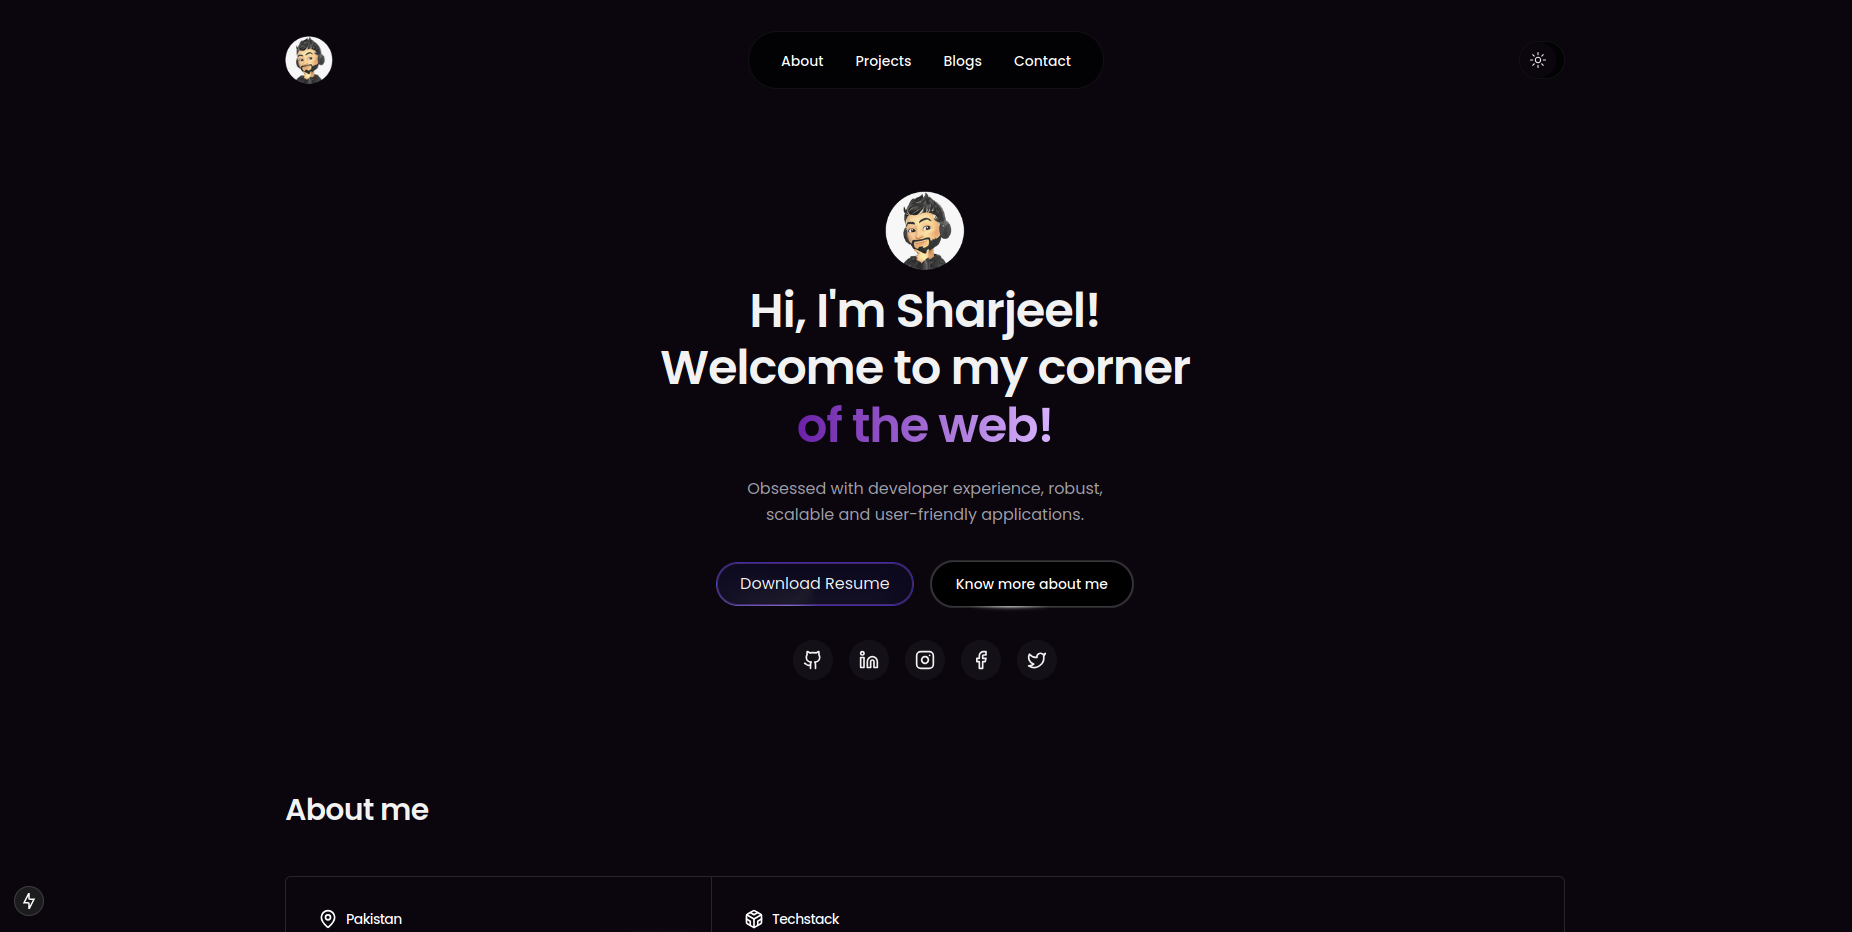 About
Projects
Blogs
Contact
Hi, I'm Sharjeel!
Welcome to my corner
of the web!
Obsessed with developer experience, robust,
scalable and user-friendly applications.
Download Resume
Know more about me
About me
Pakistan
Techstack